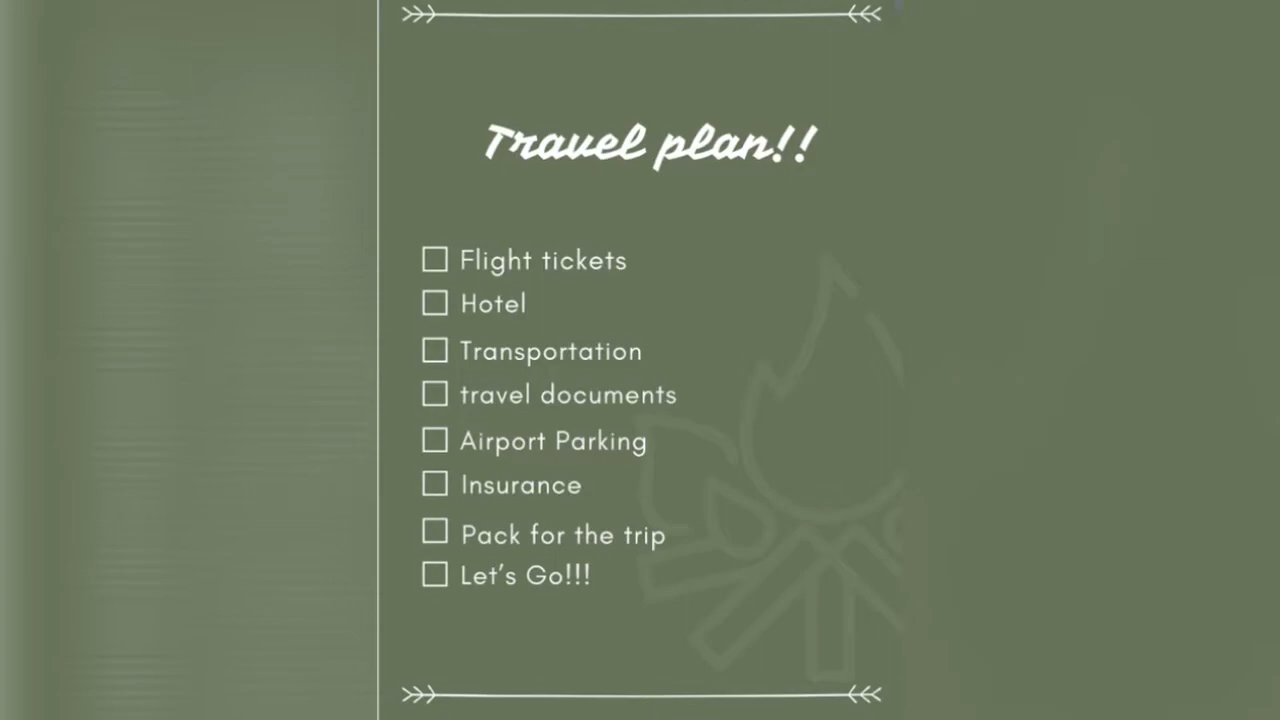 Travel plan!!
Flight tickets
Hotel
Transportation
travel documents
Airport Parking
Insurance
Pack for the trip
Let's Go!!!